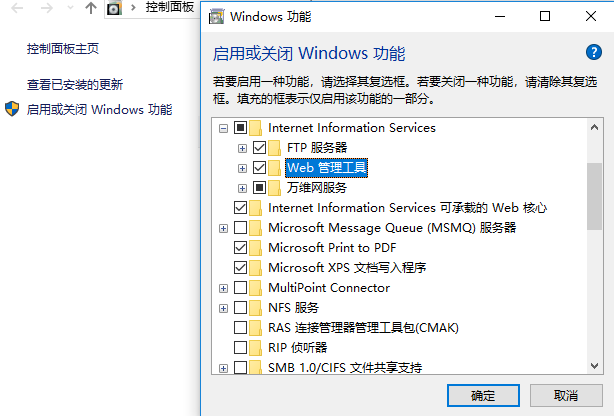 控制面板
Windows 功能
控制面板主页
查看已安装的更新
启用或关闭 Windows 功能
启用或关闭 Windows 功能
若要启用一种功能，请选择其复选框。若要关闭一种功能，请清除其复选
框。填充的框表示仅启用该功能的一部分。
Internet Information Services
FTP 服务器
Web 管理工具
万维网服务
Internet Information Services 可承载的 Web 核心
Microsoft Message Queue (MSMQ) 服务器
Microsoft Print to PDF
Microsoft XPS 文档写入程序
MultiPoint Connector
NFS 服务
RAS 连接管理器管理工具包(CMAK)
RIP 侦听器
SMB 1.0/CIFS 文件共享支持
确定
取消